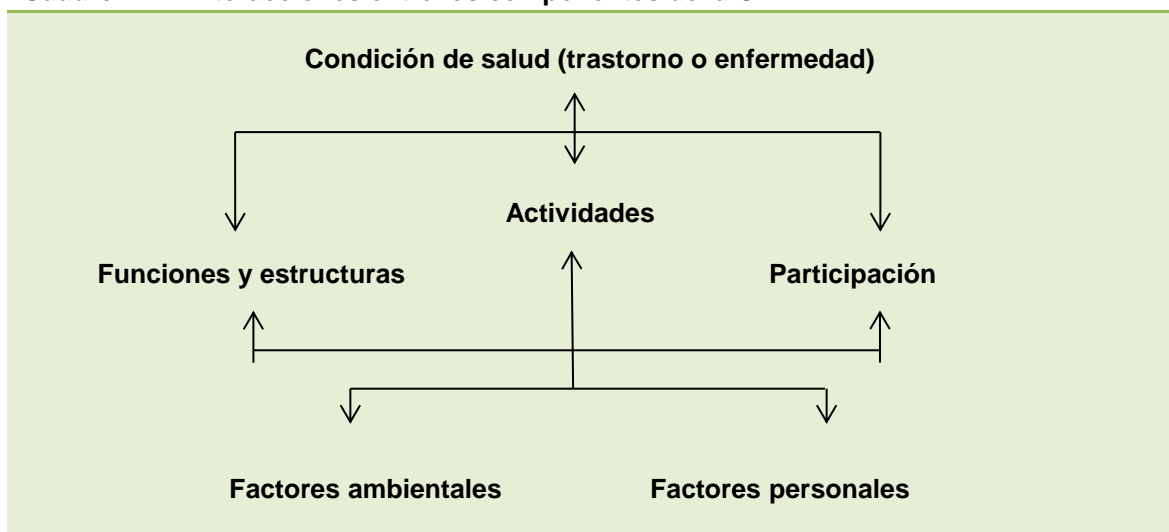 Condición de salud (trastorno o enfermedad)
Actividades
Funciones y estructuras
Participación
Factores ambientales
Factores personales